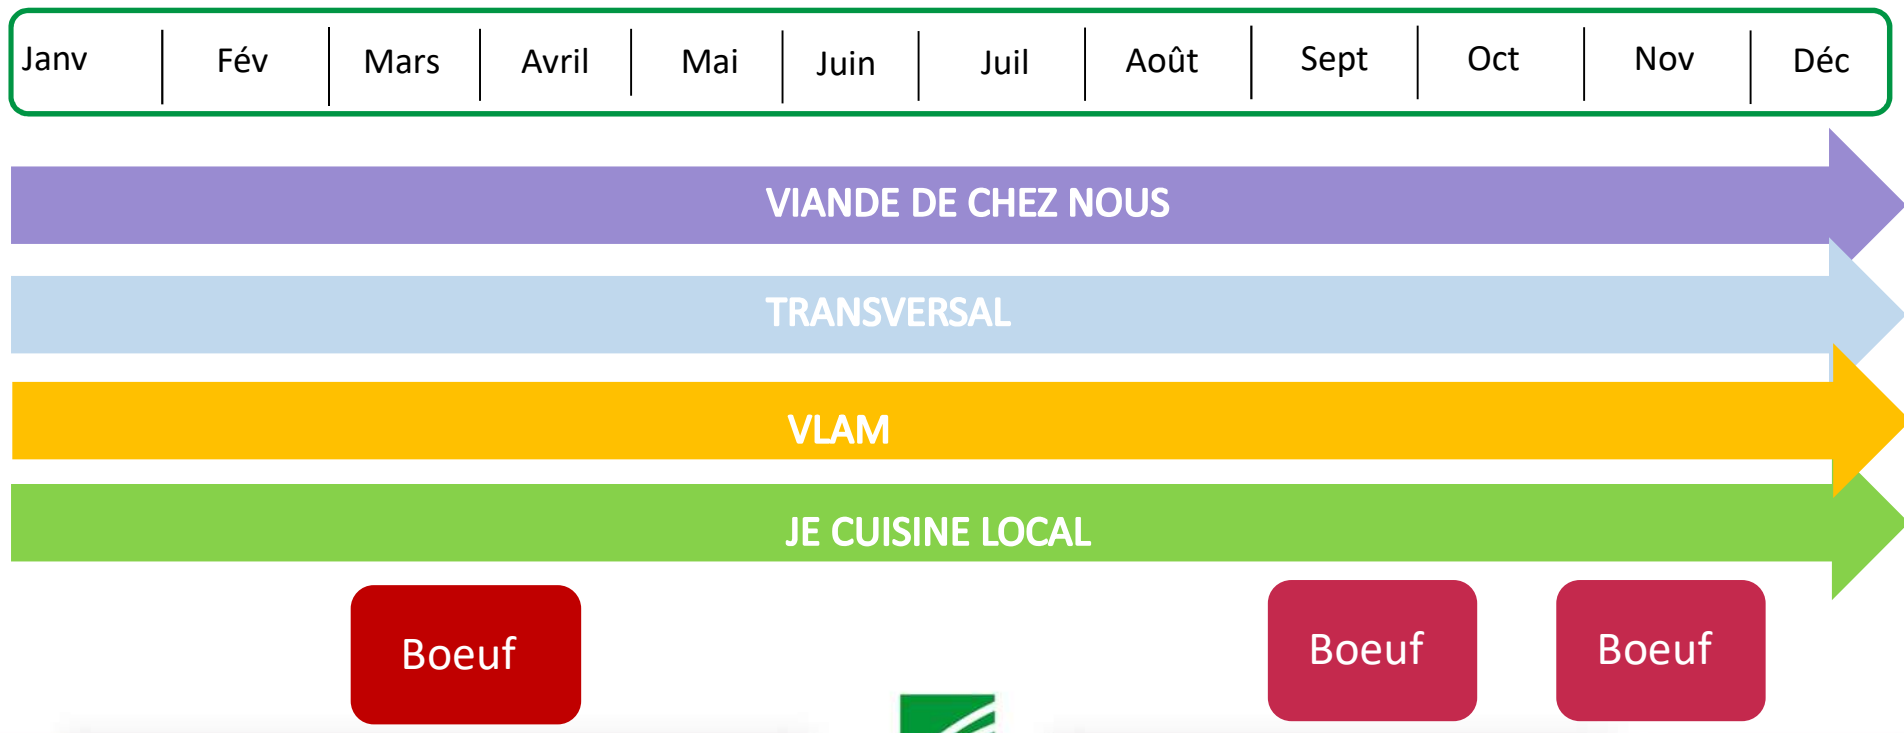 Janv Fév Mars Avril Mai Juin Juil Août Sept Oct Nov Déc
VIANDE DE CHEZ NOUS
TRANSVERSAL
VLAM
JE CUISINE LOCAL
Boeuf Boeuf Boeuf